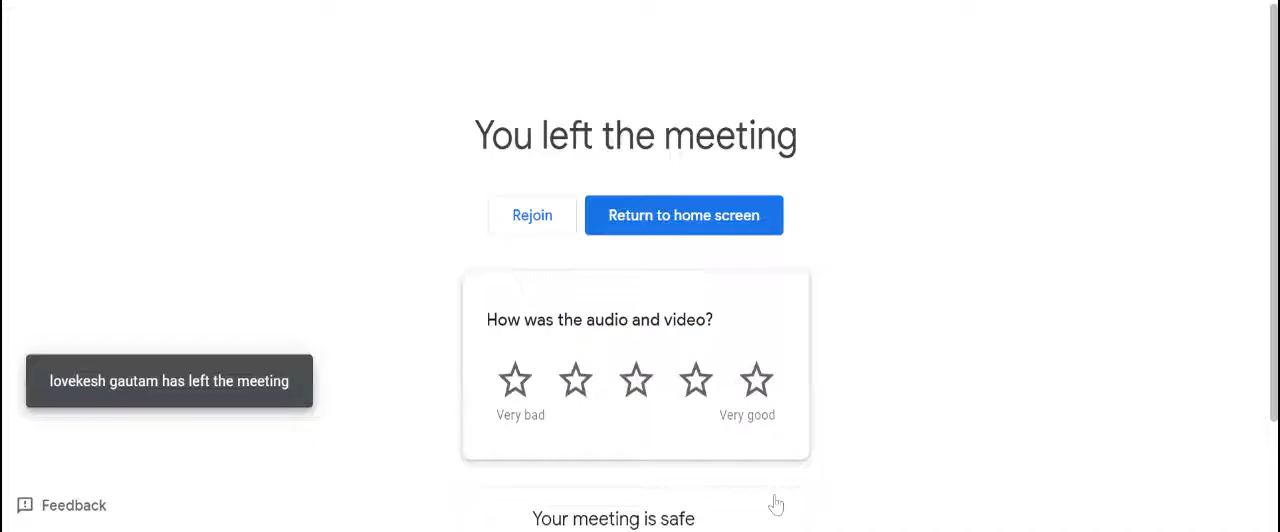 You left the meeting
Rejoin
Return to home screen
How was the audio and video?
Very bad
Very good
lovekesh gautam has left the meeting
Feedback
Your meeting is safe